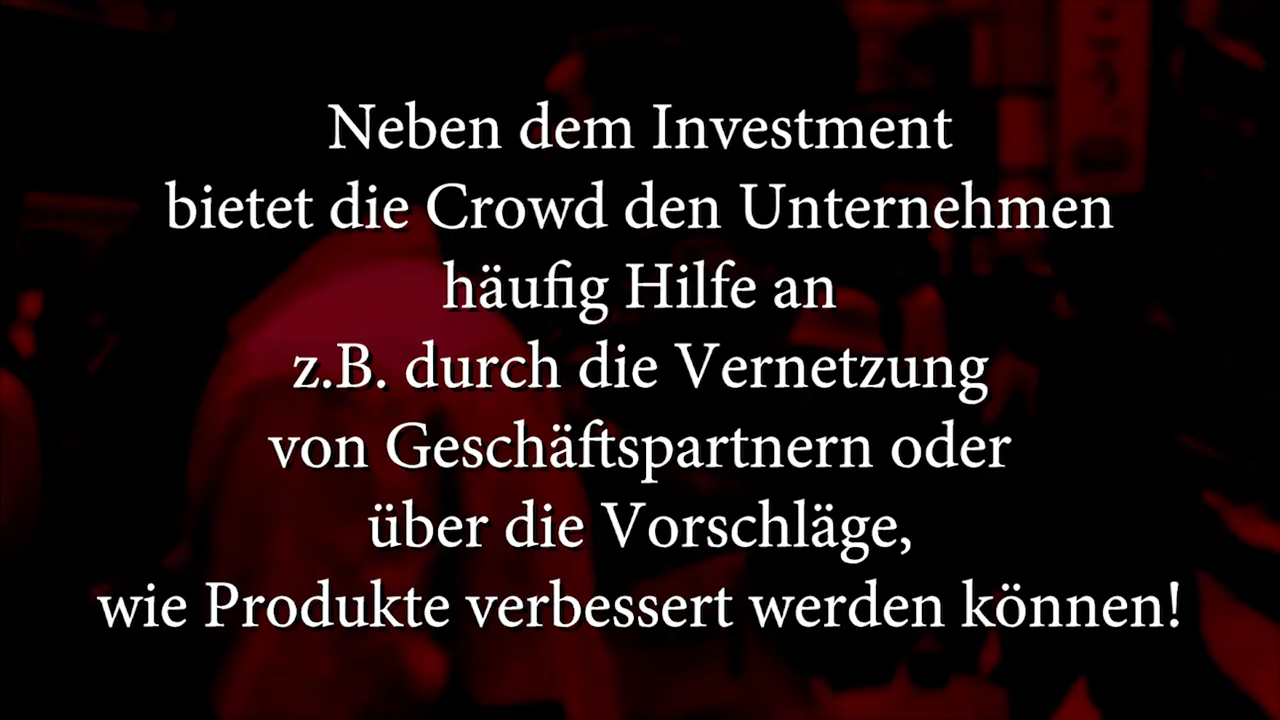 Neben dem Investment
bietet die Crowd den Unternehmen
häufig Hilfe an
z.B. durch die Vernetzung
von Geschäftspartnern oder
über die Vorschläge,
wie Produkte verbessert werden können!